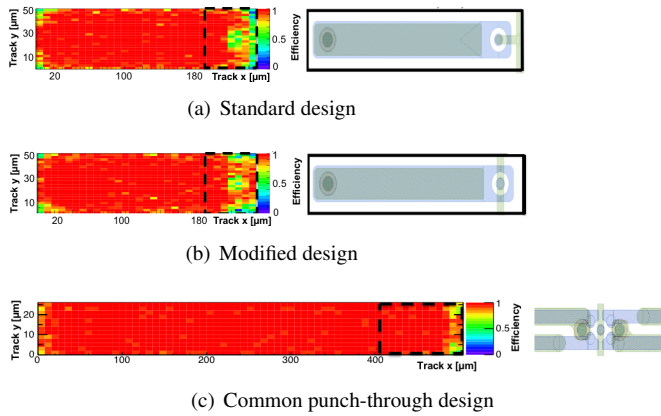 Track y [μm]
50
30
10
20
100
180
Track x [μm]
1
0.5
0
Efficiency
(a) Standard design
Track y [μm]
50
30
10
20
100
180
Track x [μm]
1
0.5
0
Efficiency
(b) Modified design
Track y [μm]
20
10
0
0
100
200
300
400
Track x [μm]
1
0.5
0
Efficiency
(c) Common punch-through design